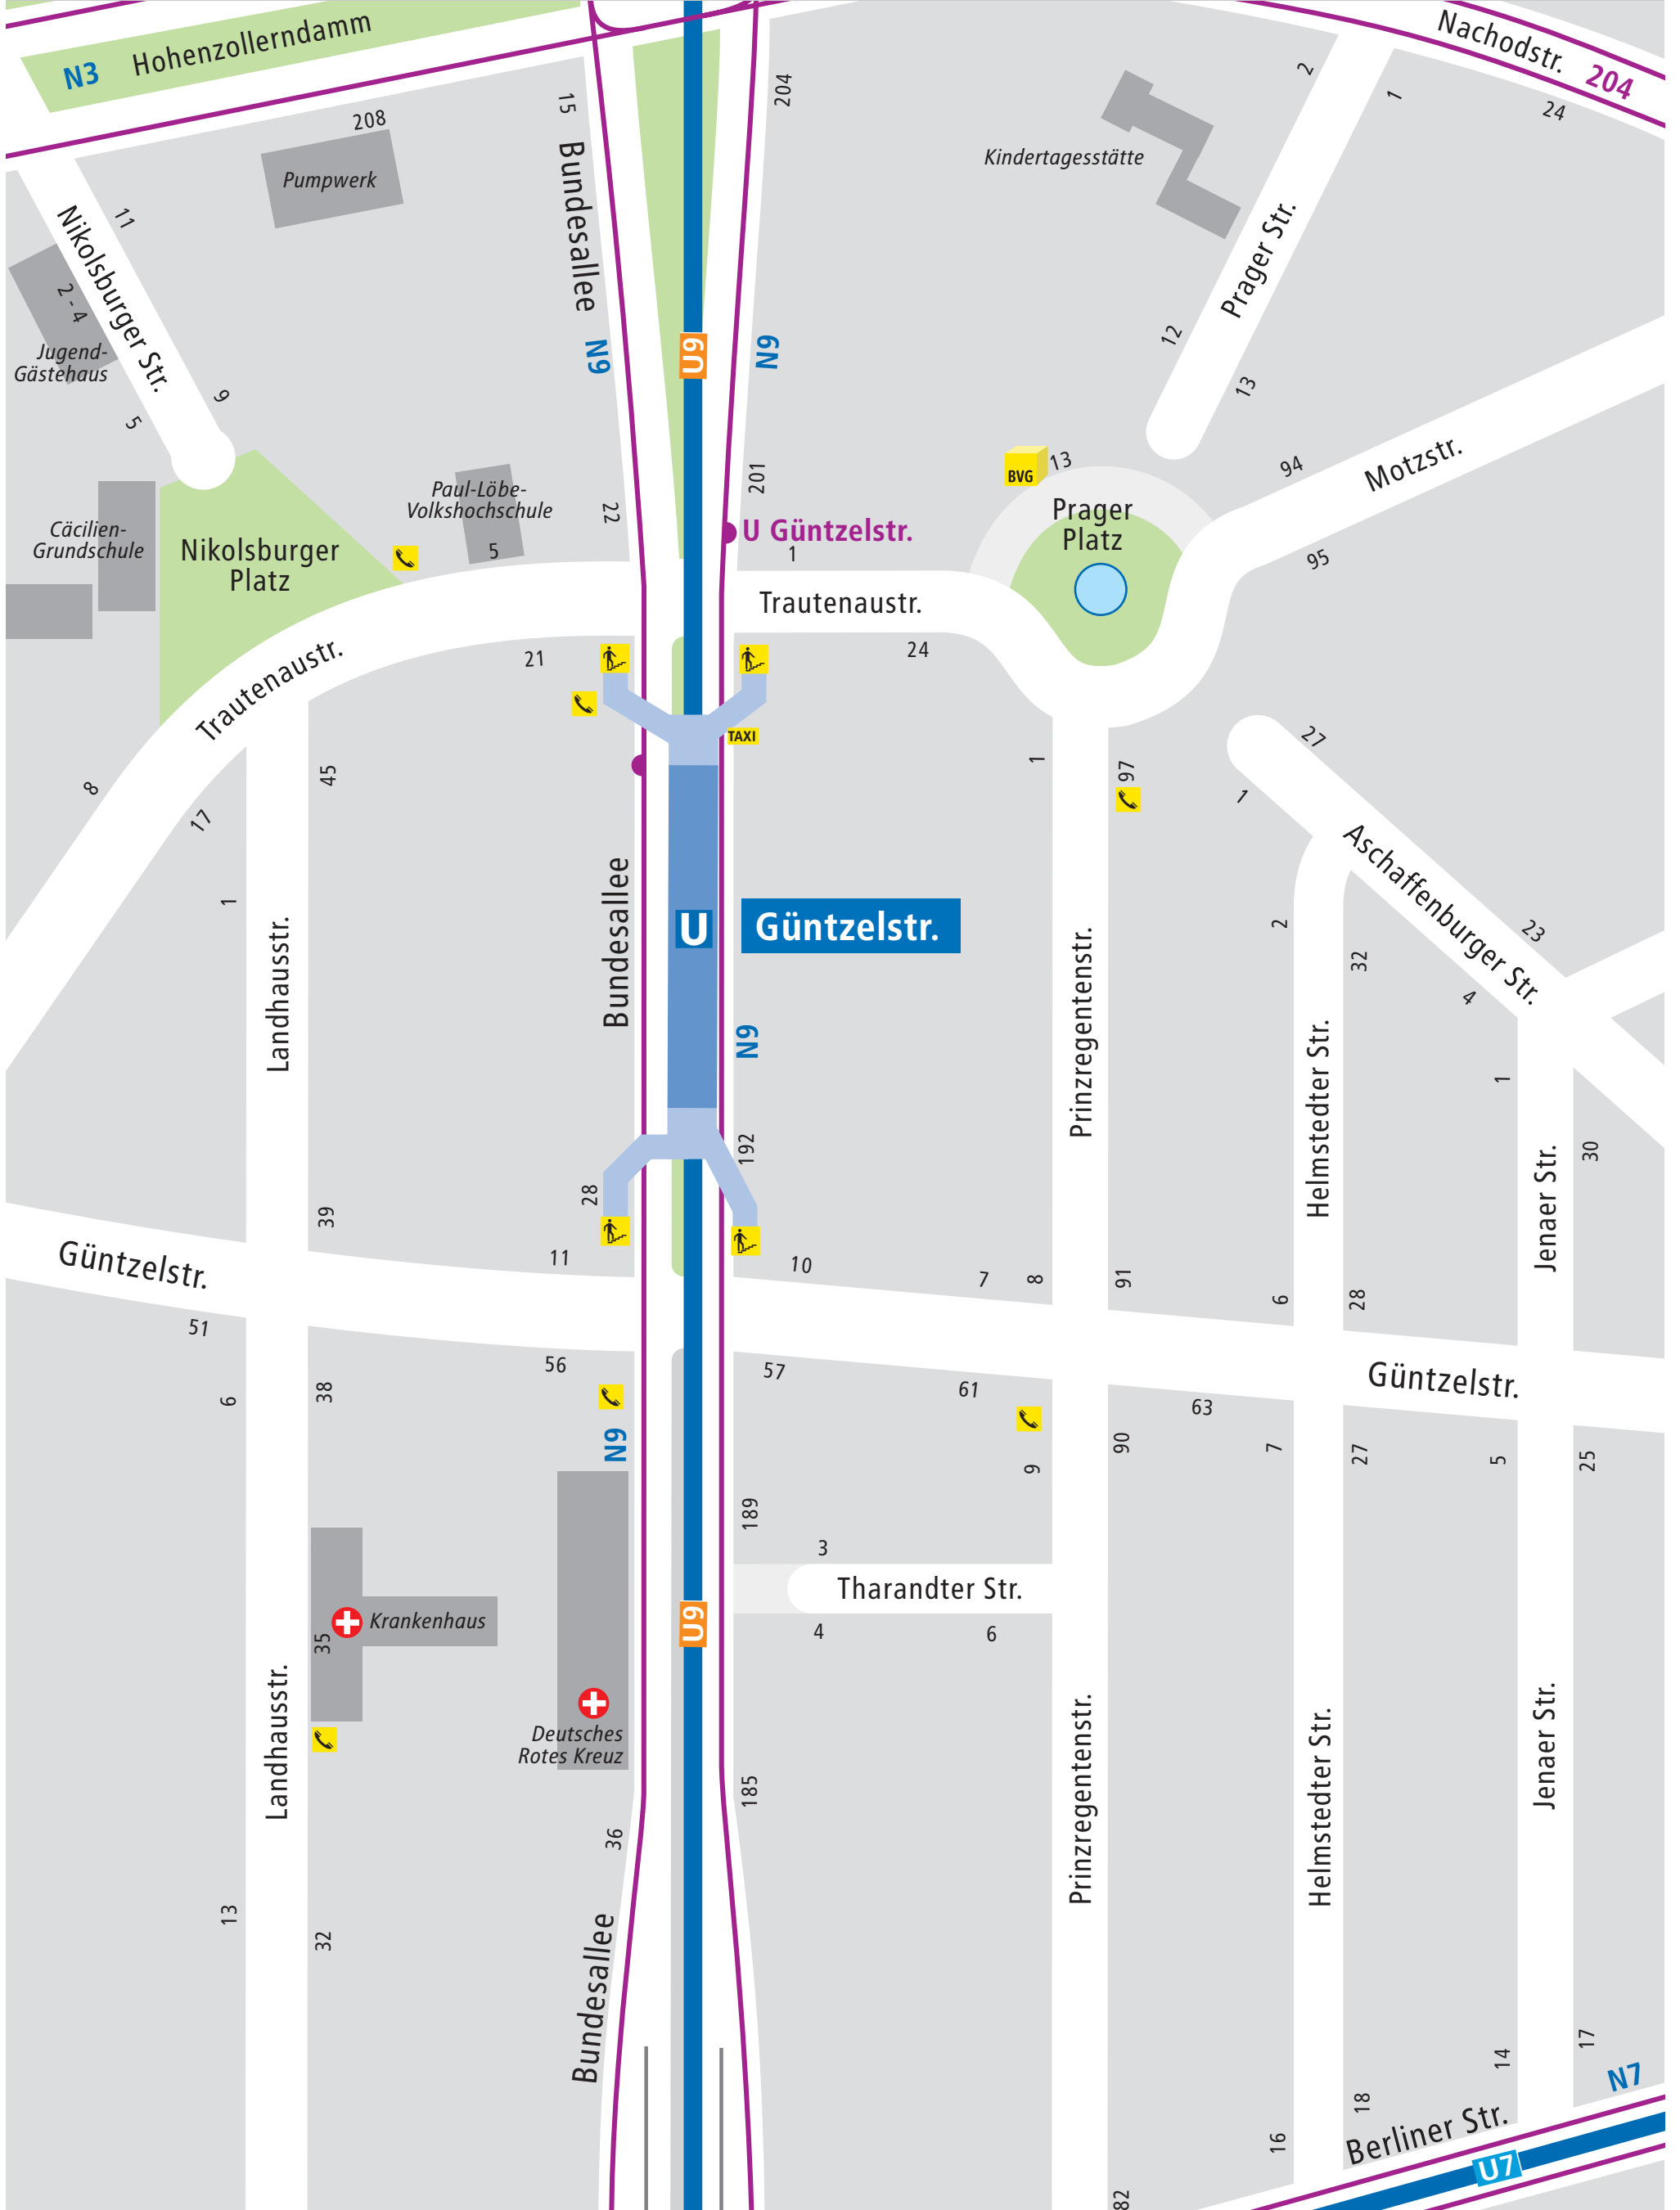 Nachodstr.
204
Hohenzollerndamm
N3
2
1
24
15
204
208
Bundesallee
Kindertagesstätte
Pumpwerk
Nikolsburger Str.
11
Prager Str.
2 - 4
Jugend-
Gästehaus
N9
U9
N9
12
13
9
5
94
Motzstr.
BVG
13
201
22
Paul-Löbe-
Volkshochschule
5
Cäcilien-
Grundschule
Nikolsburger
Platz
U Güntzelstr.
1
Prager
Platz
95
Trautenaustr.
24
21
Trautenaustr.
TAXI
27
1
97
1
45
8
17
Aschaffenburger Str.
1
Bundesallee
U
Güntzelstr.
2
32
23
4
Landhausstr.
Prinzregentenstr.
Helmstedter Str.
N9
1
192
30
Jenaer Str.
28
39
Güntzelstr.
11
10
7
8
91
6
28
51
56
57
61
63
Güntzelstr.
6
38
N9
9
90
7
27
5
25
189
3
Tharandter Str.
4
6
Krankenhaus
35
U9
Landhausstr.
Deutsches
Rotes Kreuz
Prinzregentenstr.
Helmstedter Str.
Jenaer Str.
185
36
13
32
Bundesallee
14
17
N7
18
16
Berliner Str.
U7
82